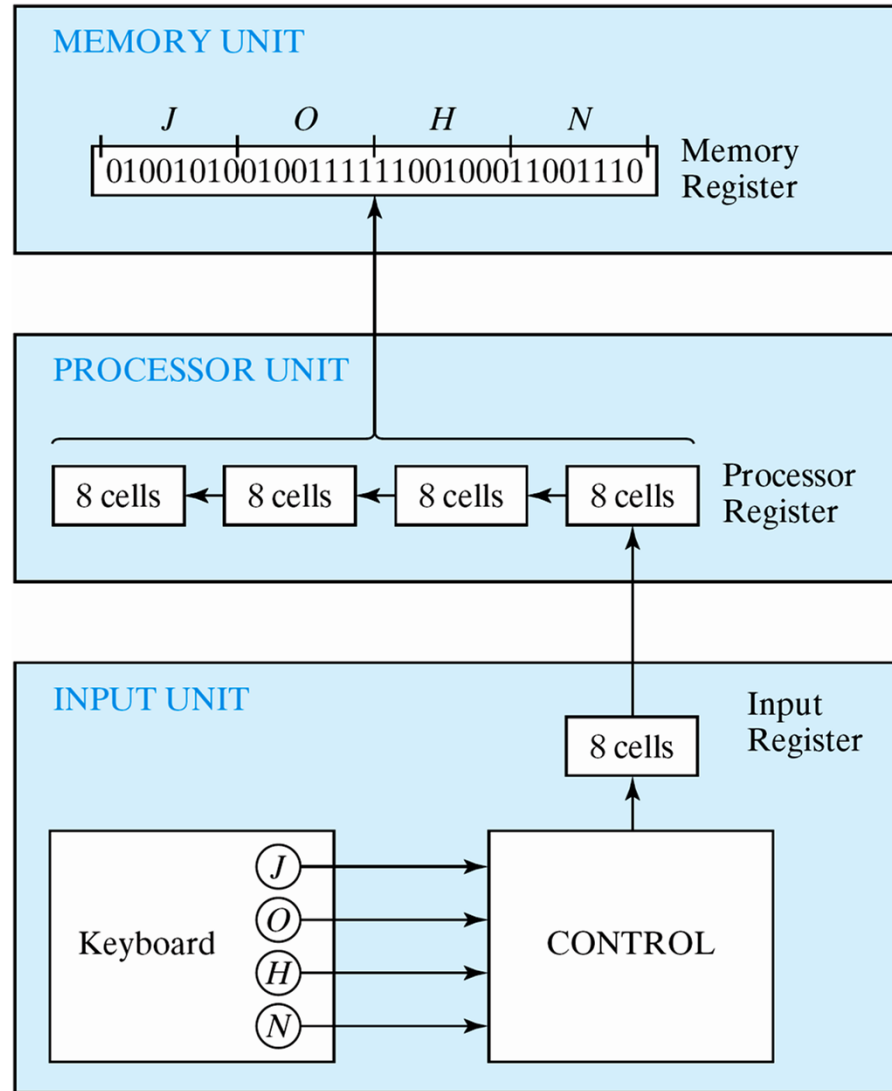 MEMORY UNIT
J O H N
01001010010011111100100011001110
Memory
Register
PROCESSOR UNIT
8 cells 8 cells 8 cells 8 cells
Processor
Register
INPUT UNIT
Input
Register
8 cells
J
O
Keyboard CONTROL
H
N